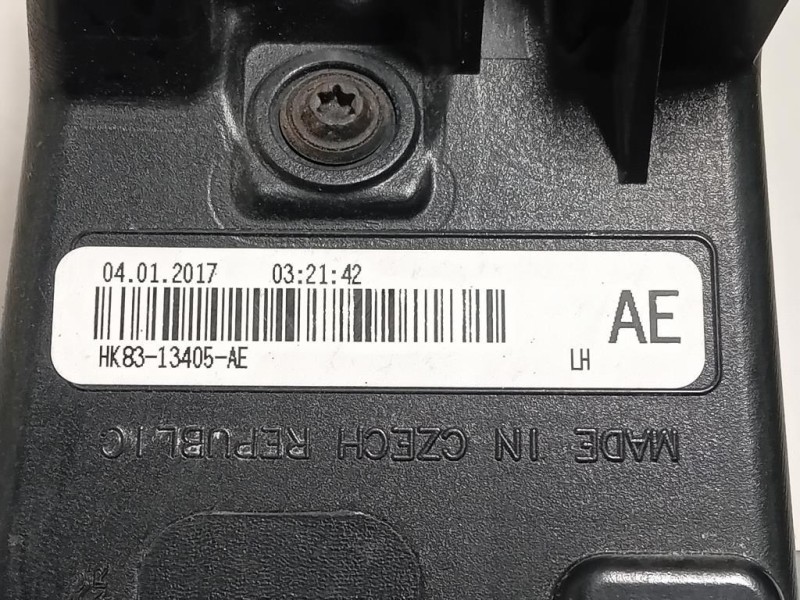 04.01.2017 03:21:42
AE
HK83-13405-AE LH
MADE IN CZECH REPUBLIC